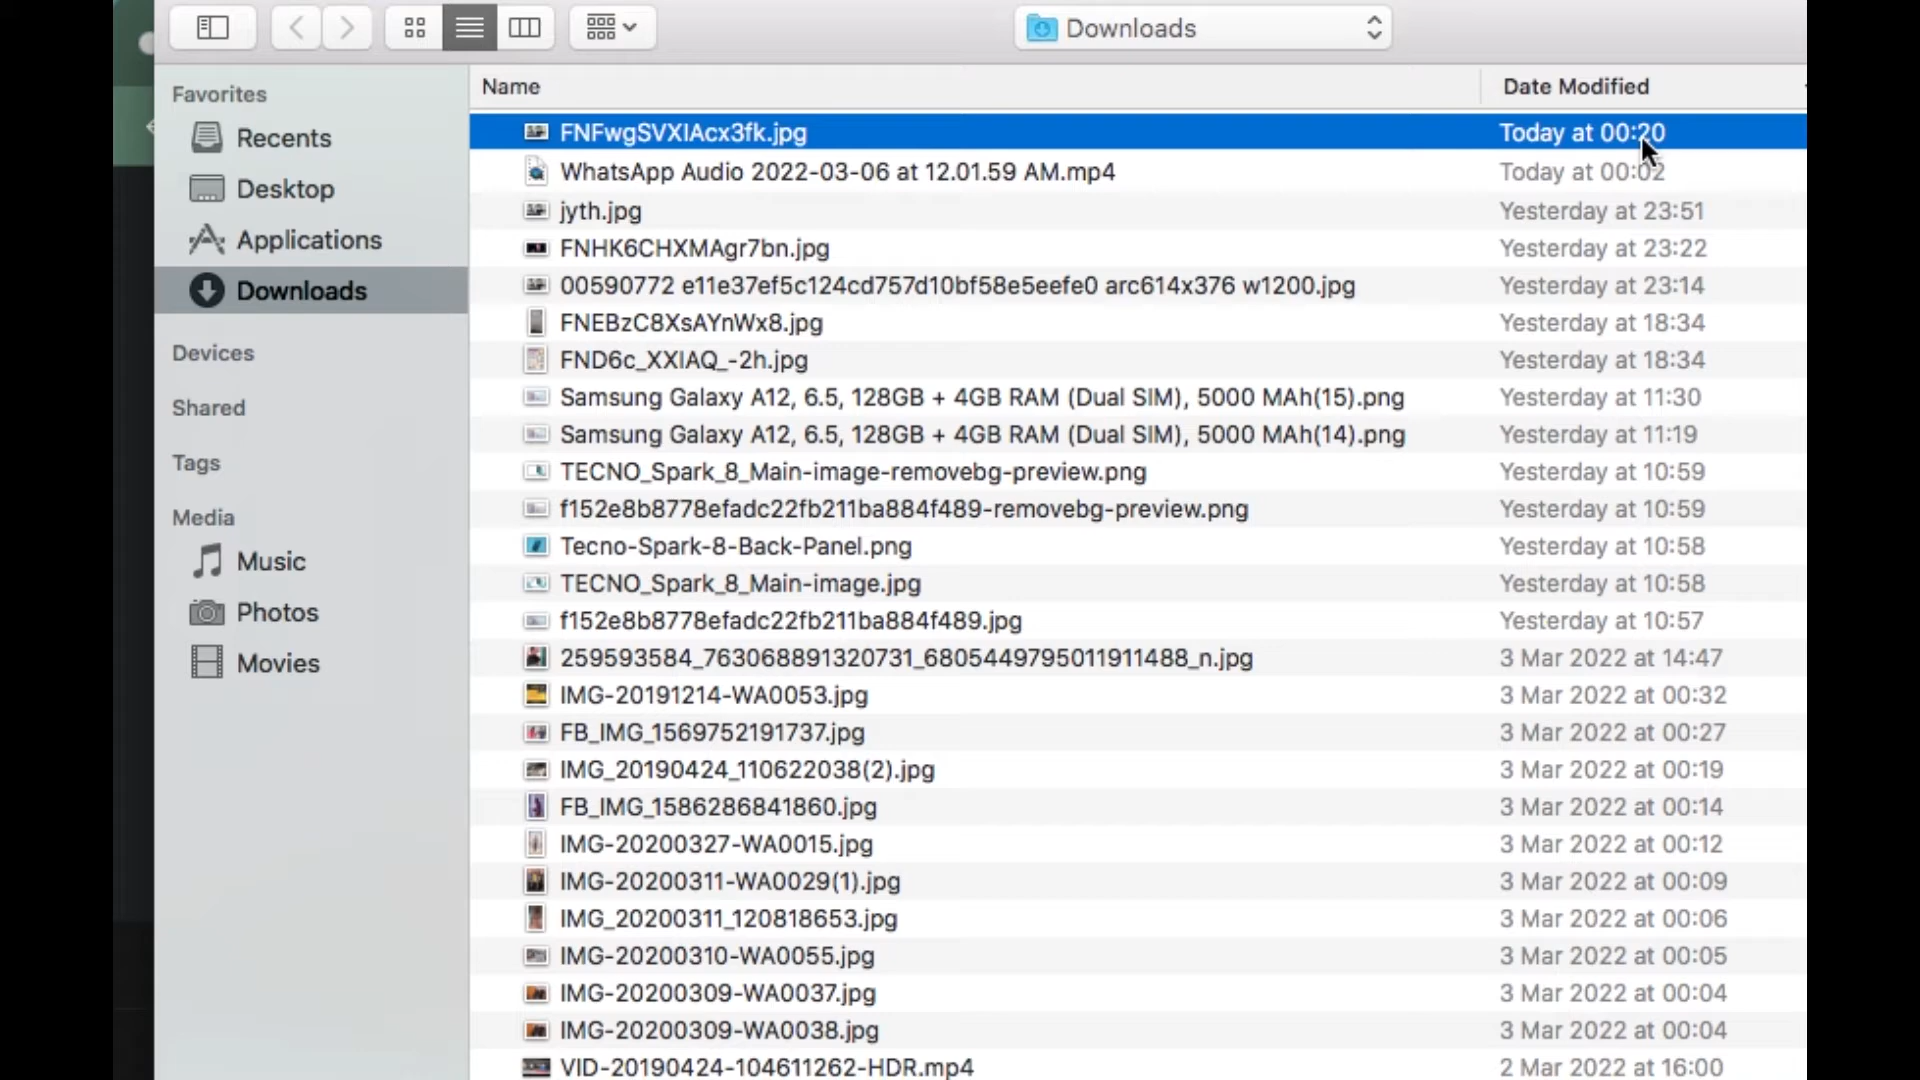 Downloads
Favorites
Recents
Desktop
Applications
Downloads
Devices
Shared
Tags
Media
Music
Photos
Movies
Name Date Modified
FNFwgSVXIAcx3fk.jpg Today at 00:20
WhatsApp Audio 2022-03-06 at 12.01.59 AM.mp4 Today at 00:02
jyth.jpg Yesterday at 23:51
FNHK6CHXMAgr7bn.jpg Yesterday at 23:22
00590772 e11e37ef5c124cd757d10bf58e5eefe0 arc614x376 w1200.jpg Yesterday at 23:14
FNEBzC8XsAYnWx8.jpg Yesterday at 18:34
FND6c_XXIAQ_-2h.jpg Yesterday at 18:34
Samsung Galaxy A12, 6.5, 128GB + 4GB RAM (Dual SIM), 5000 MAh(15).png Yesterday at 11:30
Samsung Galaxy A12, 6.5, 128GB + 4GB RAM (Dual SIM), 5000 MAh(14).png Yesterday at 11:19
TECNO_Spark_8_Main-image-removebg-preview.png Yesterday at 10:59
f152e8b8778efadc22fb211ba884f489-removebg-preview.png Yesterday at 10:59
Tecno-Spark-8-Back-Panel.png Yesterday at 10:58
TECNO_Spark_8_Main-image.jpg Yesterday at 10:58
f152e8b8778efadc22fb211ba884f489.jpg Yesterday at 10:57
259593584_763068891320731_6805449795011911488_n.jpg 3 Mar 2022 at 14:47
IMG-20191214-WA0053.jpg 3 Mar 2022 at 00:32
FB_IMG_1569752191737.jpg 3 Mar 2022 at 00:27
IMG_20190424_110622038(2).jpg 3 Mar 2022 at 00:19
FB_IMG_1586286841860.jpg 3 Mar 2022 at 00:14
IMG-20200327-WA0015.jpg 3 Mar 2022 at 00:12
IMG-20200311-WA0029(1).jpg 3 Mar 2022 at 00:09
IMG_20200311_120818653.jpg 3 Mar 2022 at 00:06
IMG-20200310-WA0055.jpg 3 Mar 2022 at 00:05
IMG-20200309-WA0037.jpg 3 Mar 2022 at 00:04
IMG-20200309-WA0038.jpg 3 Mar 2022 at 00:04
VID-20190424-104611262-HDR.mp4 2 Mar 2022 at 16:00